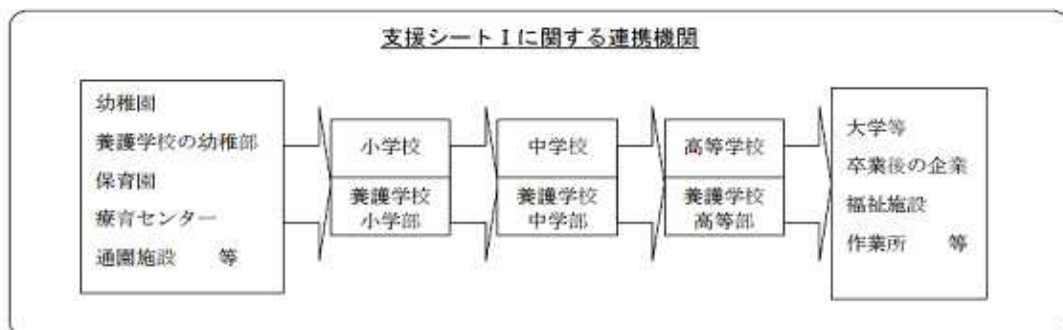 支援シートⅠに関する連携機関
幼稚園
養護学校の幼稚部
保育園
療育センター
通園施設　　等
小学校
養護学校
小学部
中学校
養護学校
中学部
高等学校
養護学校
高等部
大学等
卒業後の企業
福祉施設
作業所　等